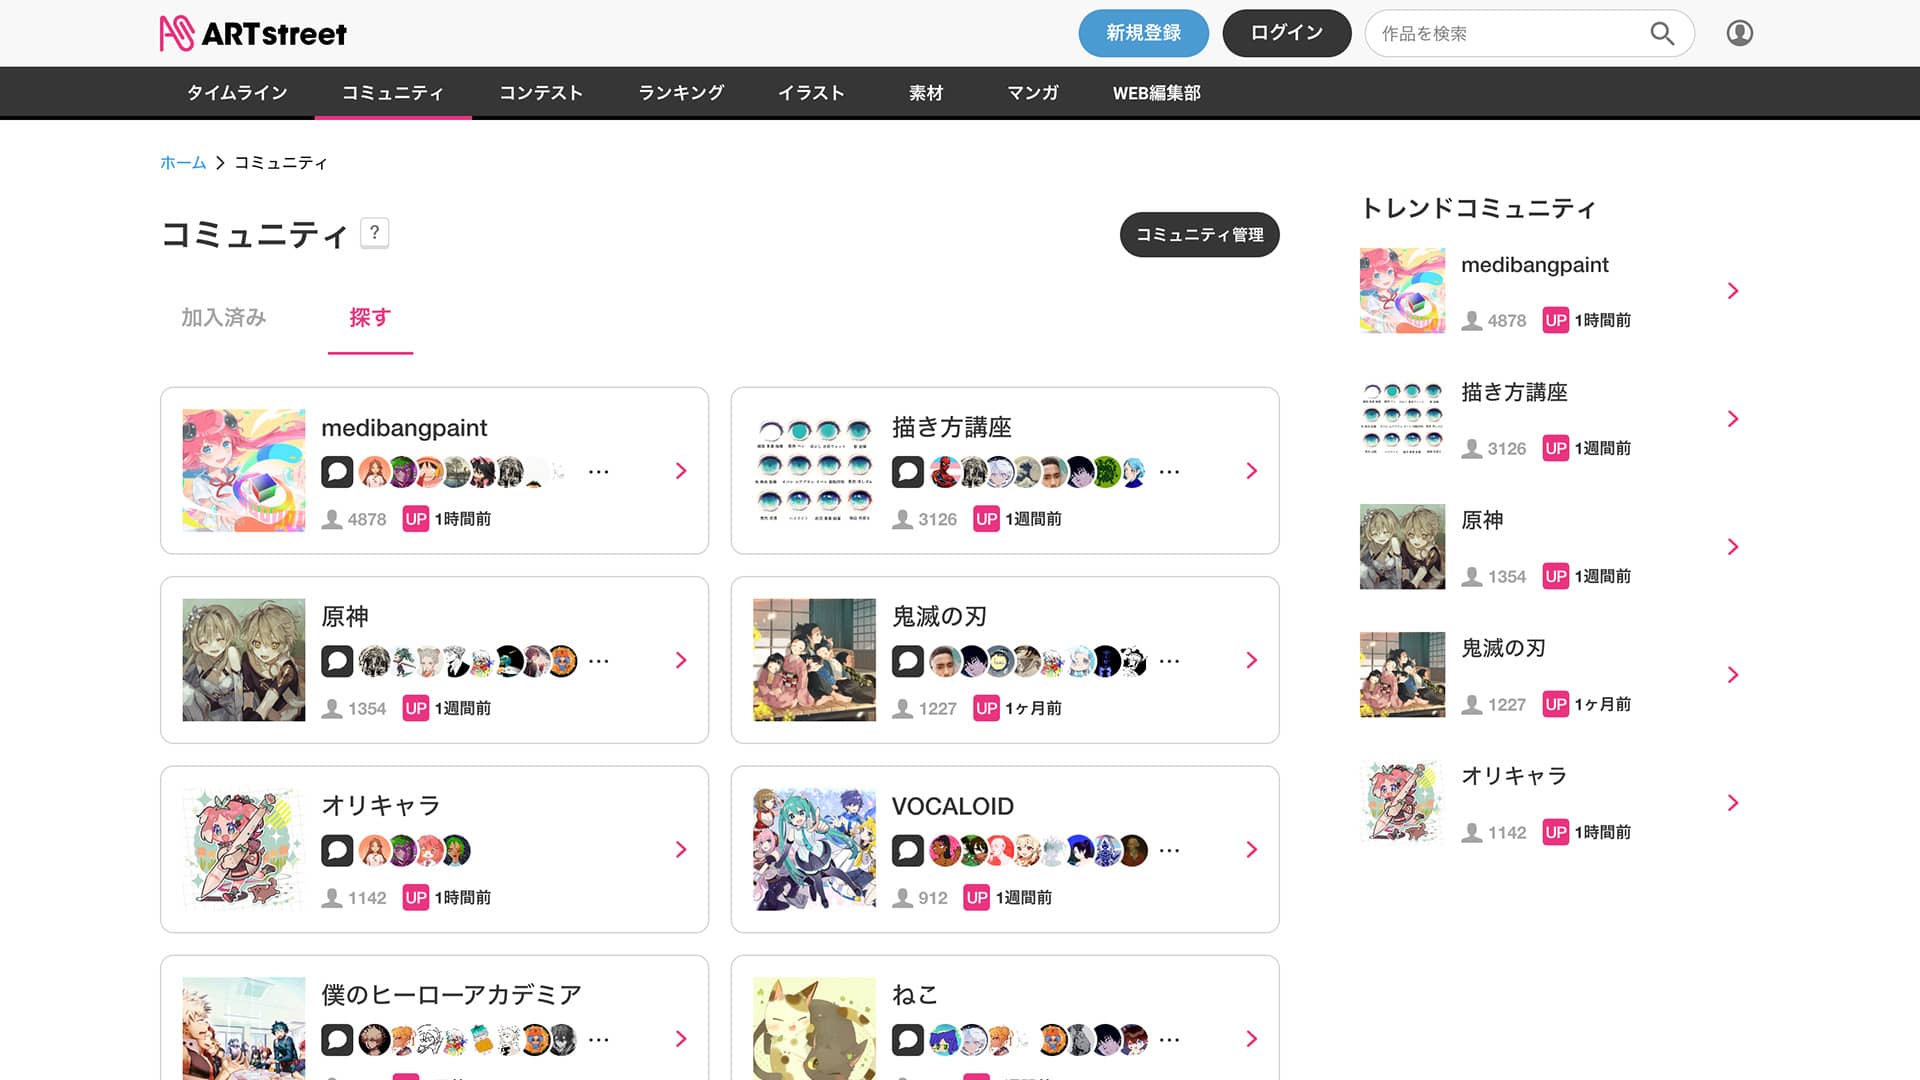 ARTstreet
新規登録
ログイン
作品を検索
タイムライン
コミュニティ
コンテスト
ランキング
イラスト
素材
マンガ
WEB編集部
ホーム
コミュニティ
コミュニティ ?
コミュニティ管理
加入済み
探す
medibangpaint
4878 UP 1時間前
描き方講座
3126 UP 1週間前
原神
1354 UP 1週間前
鬼滅の刃
1227 UP 1ヶ月前
オリキャラ
1142 UP 1時間前
VOCALOID
912 UP 1週間前
僕のヒーローアカデミア
ねこ
トレンドコミュニティ
medibangpaint
4878 UP 1時間前
描き方講座
3126 UP 1週間前
原神
1354 UP 1週間前
鬼滅の刃
1227 UP 1ヶ月前
オリキャラ
1142 UP 1時間前